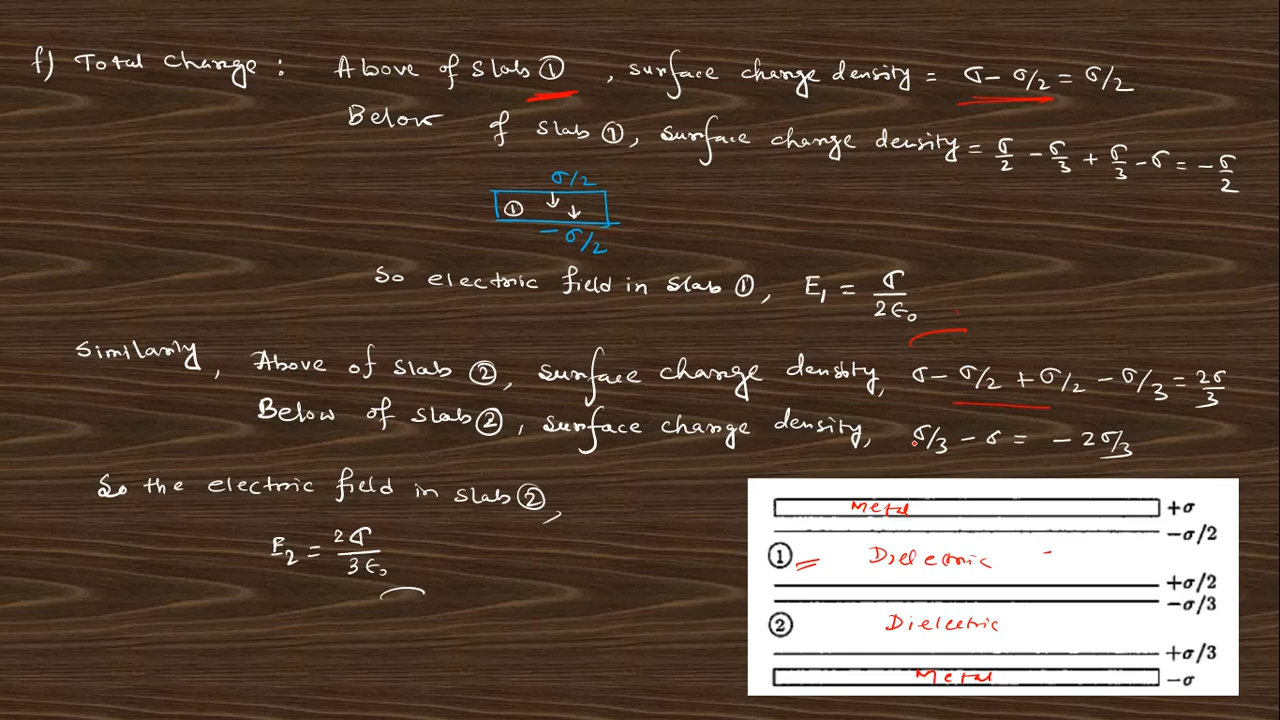 f) Total Charge : Above of slab ①, surface charge density = σ - σ/2 = σ/2
Below of slab ①, surface charge density = σ/2 - σ/3 + σ/3 - σ = - σ/2
σ/2
①
- σ/2
So electric field in slab ①, E₁ = σ/2ϵ₀
Similarly, Above of slab ②, surface charge density, σ - σ/2 + σ/2 - σ/3 = 2σ/3
Below of slab ②, surface charge density, σ/3 - σ = - 2σ/3
So the electric field in slab ②,
E₂ = 2σ/3ϵ₀
Metal +σ
-σ/2
① = Dielectric -
+σ/2
-σ/3
② Dielectric
+σ/3
Metal -σ